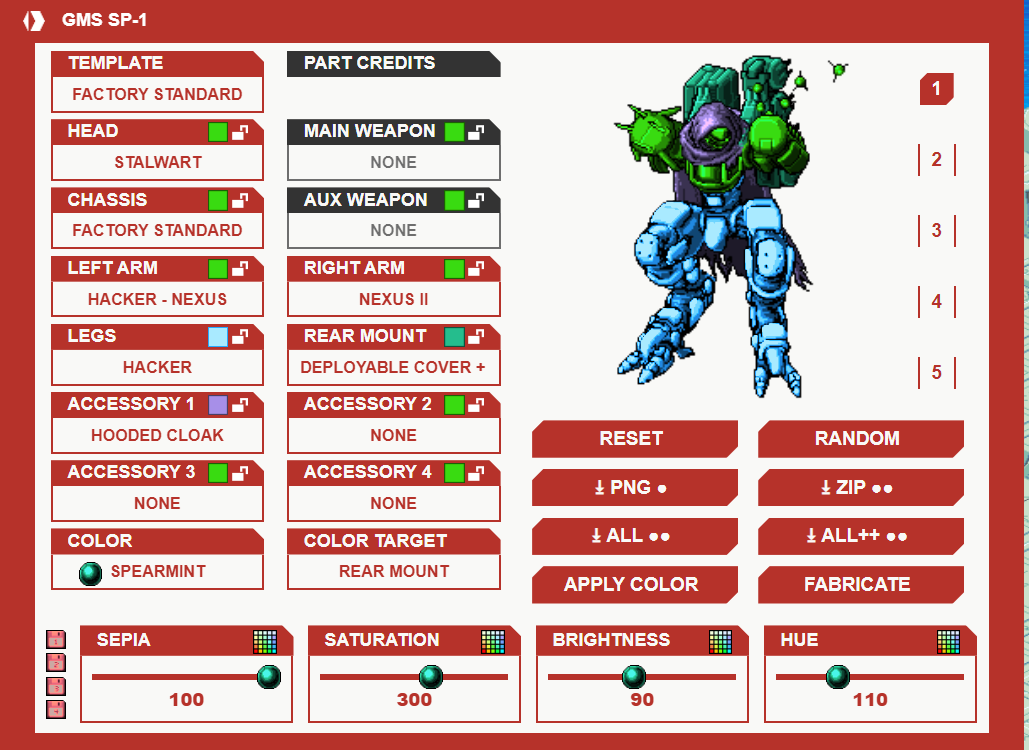 GMS SP-1
TEMPLATE
FACTORY STANDARD
PART CREDITS
HEAD
STALWART
MAIN WEAPON
NONE
CHASSIS
FACTORY STANDARD
AUX WEAPON
NONE
LEFT ARM
HACKER - NEXUS
RIGHT ARM
NEXUS II
LEGS
HACKER
REAR MOUNT
DEPLOYABLE COVER +
ACCESSORY 1
HOODED CLOAK
ACCESSORY 2
NONE
ACCESSORY 3
NONE
ACCESSORY 4
NONE
COLOR
SPEARMINT
COLOR TARGET
REAR MOUNT
1
2
3
4
5
RESET
RANDOM
PNG
ZIP
ALL
ALL++
APPLY COLOR
FABRICATE
SEPIA
100
SATURATION
300
BRIGHTNESS
90
HUE
110